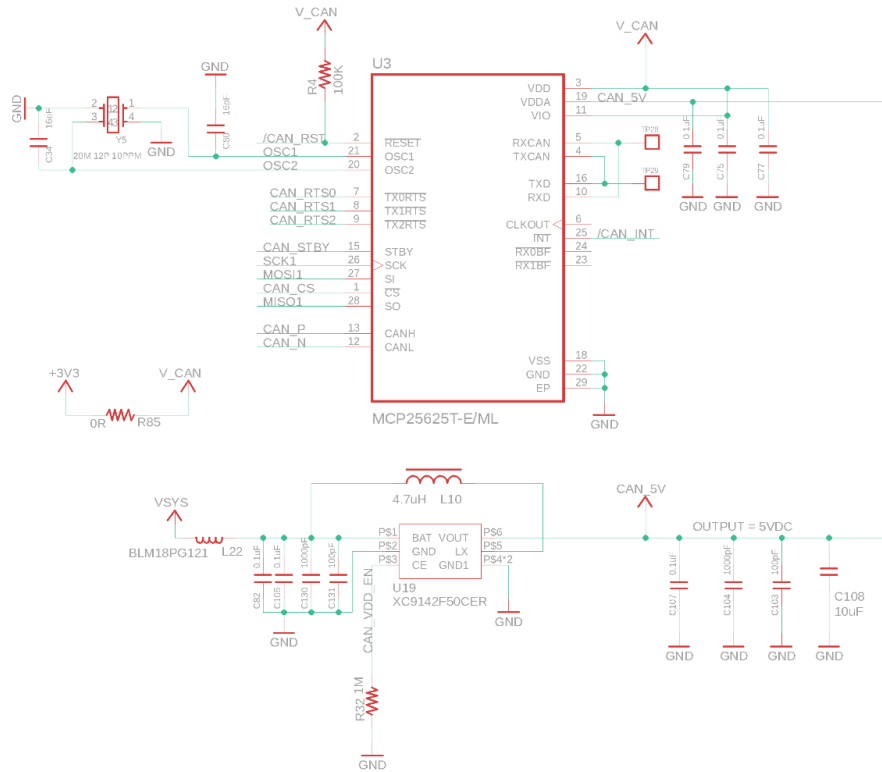 V_CAN
R4
100K
GND
GND
16pF
C34
2
1
12
3
43
4
Y5
20M 12P 10PPM
GND
16pF
C80
U3
/CAN_RST
2
RESET
OSC1
21
OSC1
OSC2
20
OSC2
CAN_RTS0
7
TX0RTS
CAN_RTS1
8
TX1RTS
CAN_RTS2
9
TX2RTS
CAN_STBY
15
STBY
SCK1
26
SCK
MOSI1
27
SI
CAN_CS
1
CS
MISO1
28
SO
CAN_P
13
CANH
CAN_N
12
CANL
VDD
3
VDDA
19
CAN_5V
VIO
11
RXCAN
5
TP28
TXCAN
4
TXD
16
TP29
RXD
10
CLKOUT
6
INT
25
/CAN_INT
RX0BF
24
RX1BF
23
VSS
18
GND
22
EP
29
GND
MCP25625T-E/ML
V_CAN
0.1uF
C79
GND
0.1uF
C75
GND
0.1uF
C77
GND
+3V3
V_CAN
0R
R85
VSYS
BLM18PG121
L22
0.1uF
C82
0.1uF
C105
1000pF
C130
100pF
C131
GND
4.7uH
L10
P$1
BAT
VOUT
P$6
P$2
GND
LX
P$5
P$3
CE
GND1
P$4*2
U19
XC9142F50CER
GND
CAN_VDD_EN
R32
1M
GND
CAN_5V
OUTPUT = 5VDC
0.1uF
C107
GND
1000pF
C104
GND
100pF
C103
GND
C108
10uF
GND